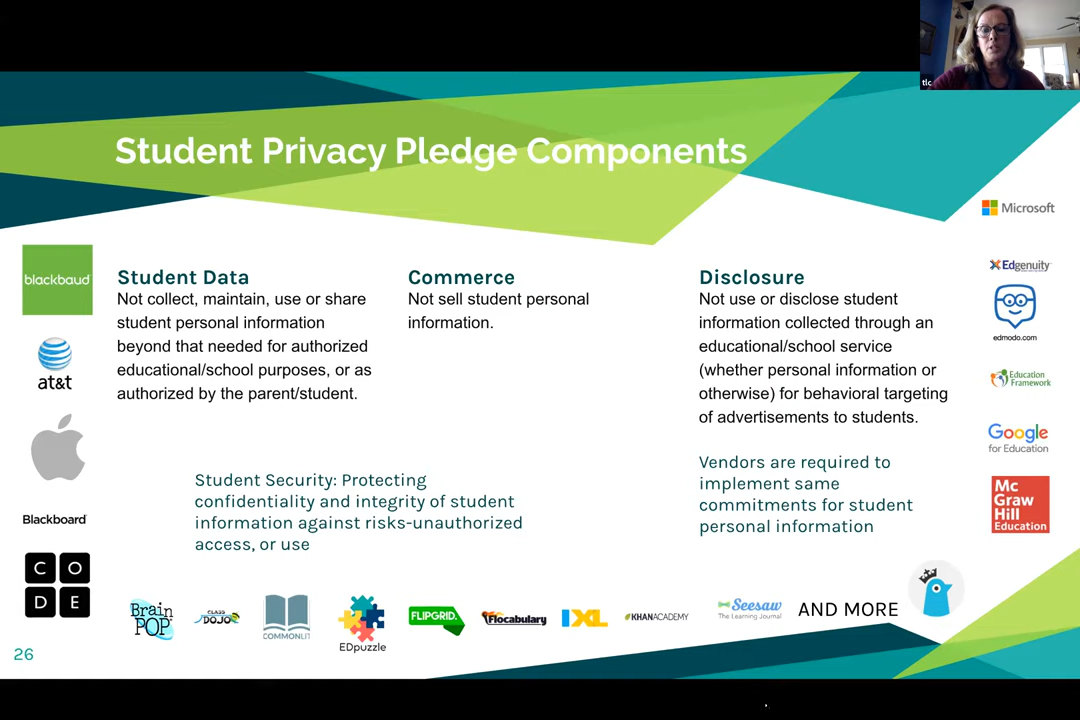 tlc
Student Privacy Pledge Components
Microsoft
blackbaud
Student Data
Not collect, maintain, use or share
student personal information
beyond that needed for authorized
educational/school purposes, or as
authorized by the parent/student.
Commerce
Not sell student personal
information.
Disclosure
Not use or disclose student
information collected through an
educational/school service
(whether personal information or
otherwise) for behavioral targeting
of advertisements to students.
Edgenuity
edmodo.com
at&t
Education
Framework
Google
for Education
Student Security: Protecting
confidentiality and integrity of student
information against risks-unauthorized
access, or use
Vendors are required to
implement same
commitments for student
personal information
Mc
Graw
Hill
Education
Blackboard
C O
D E
Brain
POP
CLASS
DOJO
COMMONLIT
EDpuzzle
FLIPGRID.
Flocabulary
IXL
KHANACADEMY
Seesaw
The Learning Journal
AND MORE
26